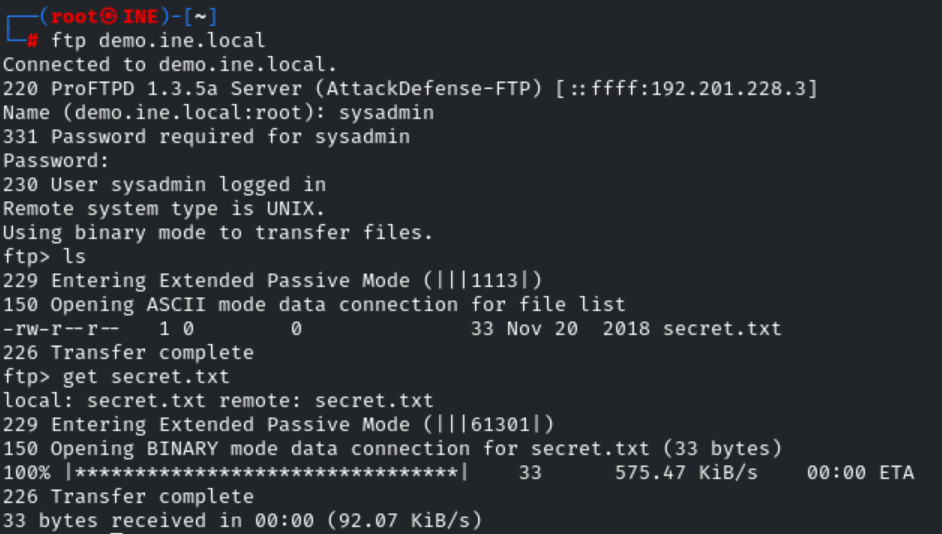 ┌──(root㉿INE)-[~]
└─# ftp demo.ine.local
Connected to demo.ine.local.
220 ProFTPD 1.3.5a Server (AttackDefense-FTP) [::ffff:192.201.228.3]
Name (demo.ine.local:root): sysadmin
331 Password required for sysadmin
Password:
230 User sysadmin logged in
Remote system type is UNIX.
Using binary mode to transfer files.
ftp> ls
229 Entering Extended Passive Mode (|||1113|)
150 Opening ASCII mode data connection for file list
-rw-r--r--   1 0        0              33 Nov 20  2018 secret.txt
226 Transfer complete
ftp> get secret.txt
local: secret.txt remote: secret.txt
229 Entering Extended Passive Mode (|||61301|)
150 Opening BINARY mode data connection for secret.txt (33 bytes)
100% |*********************************|    33      575.47 KiB/s    00:00 ETA
226 Transfer complete
33 bytes received in 00:00 (92.07 KiB/s)